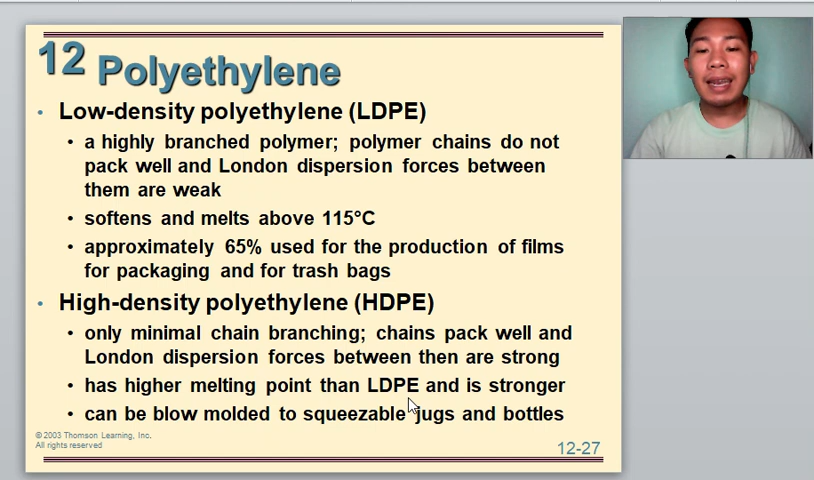 12 Polyethylene
• Low-density polyethylene (LDPE)
• a highly branched polymer; polymer chains do not
pack well and London dispersion forces between
them are weak
• softens and melts above 115°C
• approximately 65% used for the production of films
for packaging and for trash bags
• High-density polyethylene (HDPE)
• only minimal chain branching; chains pack well and
London dispersion forces between then are strong
• has higher melting point than LDPE and is stronger
• can be blow molded to squeezable jugs and bottles
© 2003 Thomson Learning, Inc.
All rights reserved
12-27